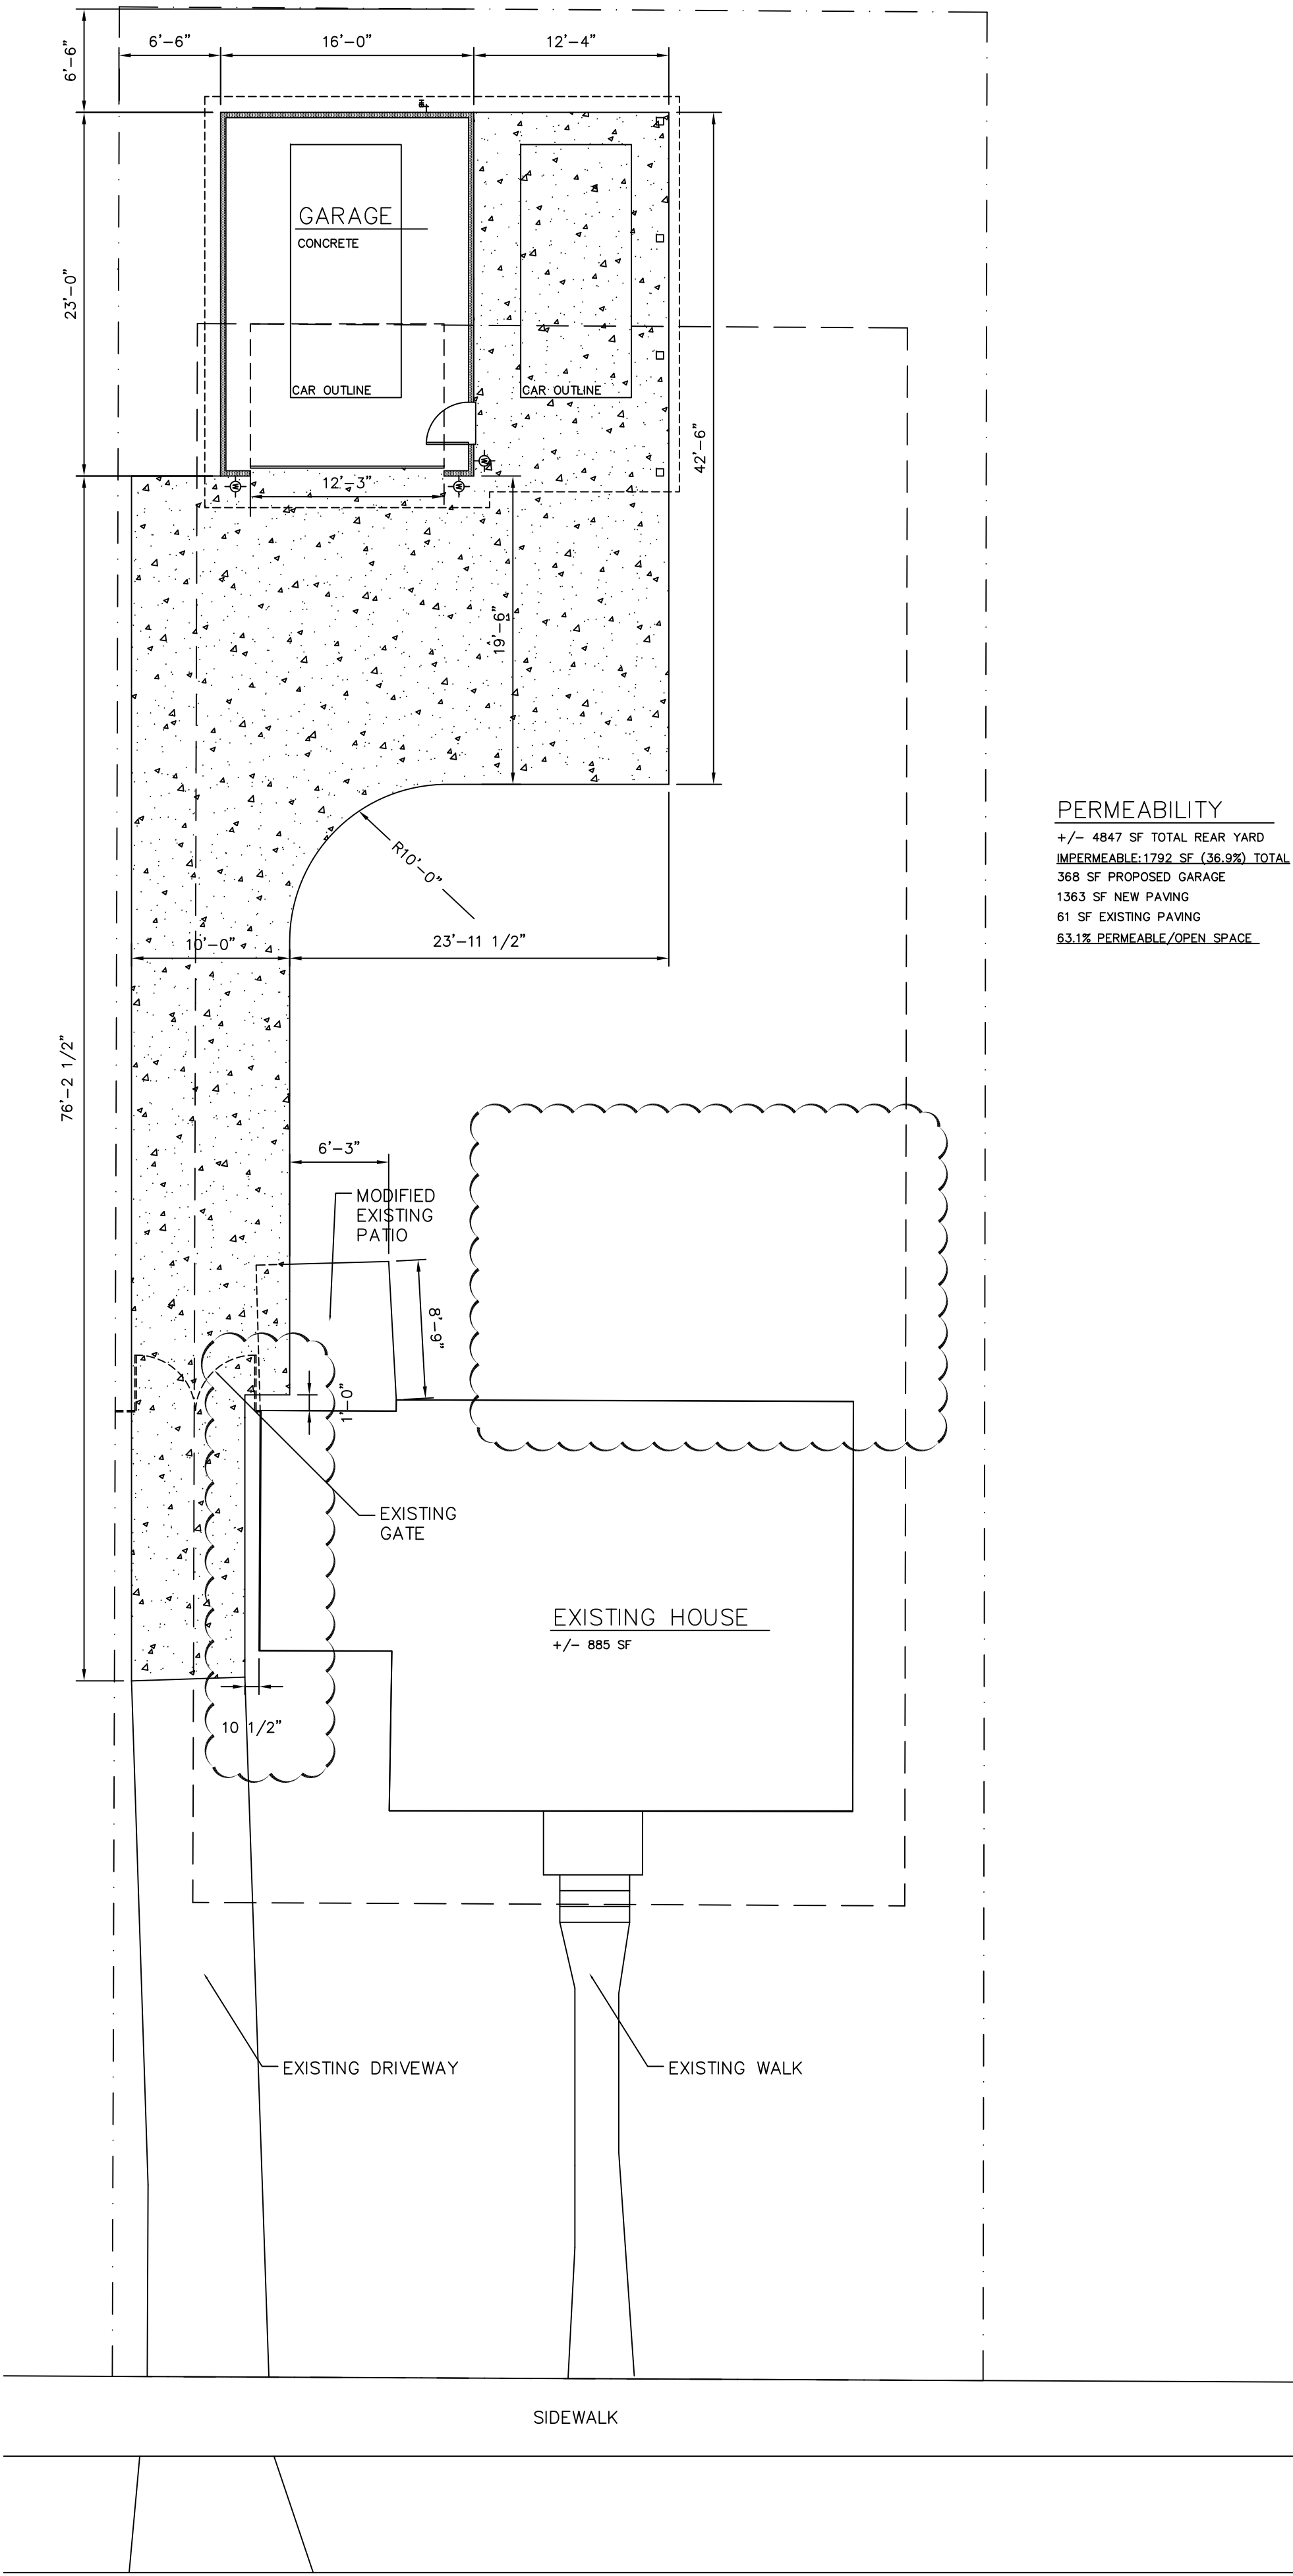 6'-6"
16'-0"
12'-4"
6'-6"
GARAGE
CONCRETE
23'-0"
CAR OUTLINE
CAR OUTLINE
42'-6"
12'-3"
19'-6"
R10'-0"
PERMEABILITY
+/- 4847 SF TOTAL REAR YARD
IMPERMEABLE:1792 SF (36.9%) TOTAL
368 SF PROPOSED GARAGE
1363 SF NEW PAVING
61 SF EXISTING PAVING
63.1% PERMEABLE/OPEN SPACE
10'-0"
23'-11 1/2"
76'-2 1/2"
6'-3"
MODIFIED
EXISTING
PATIO
8'-9"
1'-0"
EXISTING
GATE
EXISTING HOUSE
+/- 885 SF
10 1/2"
EXISTING DRIVEWAY
EXISTING WALK
SIDEWALK